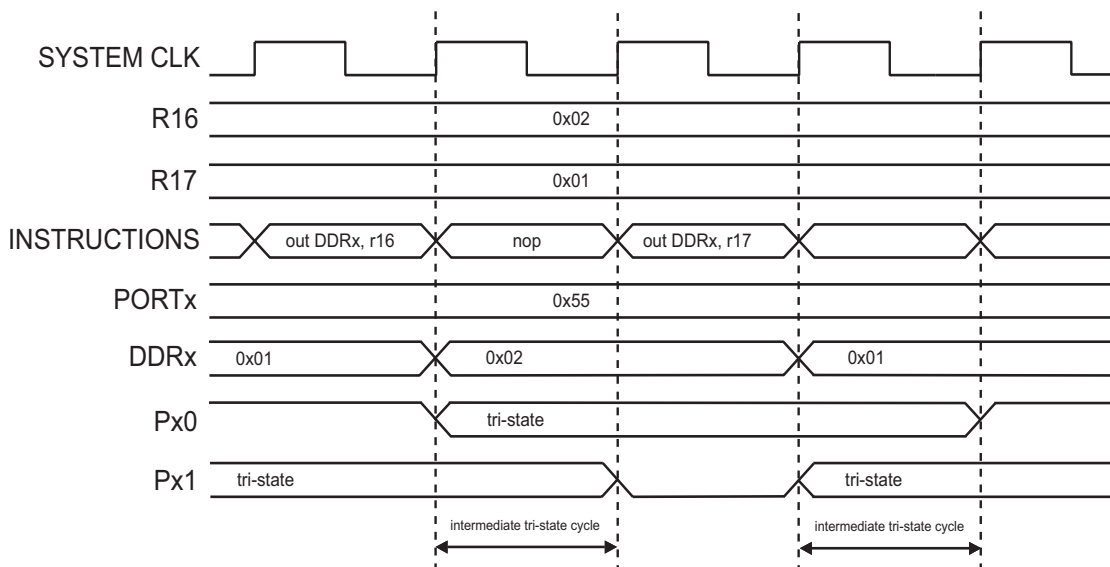 SYSTEM CLK
R16
0x02
R17
0x01
INSTRUCTIONS
out DDRx, r16
nop
out DDRx, r17
PORTx
0x55
DDRx
0x01
0x02
0x01
Px0
tri-state
Px1
tri-state
tri-state
intermediate tri-state cycle
intermediate tri-state cycle